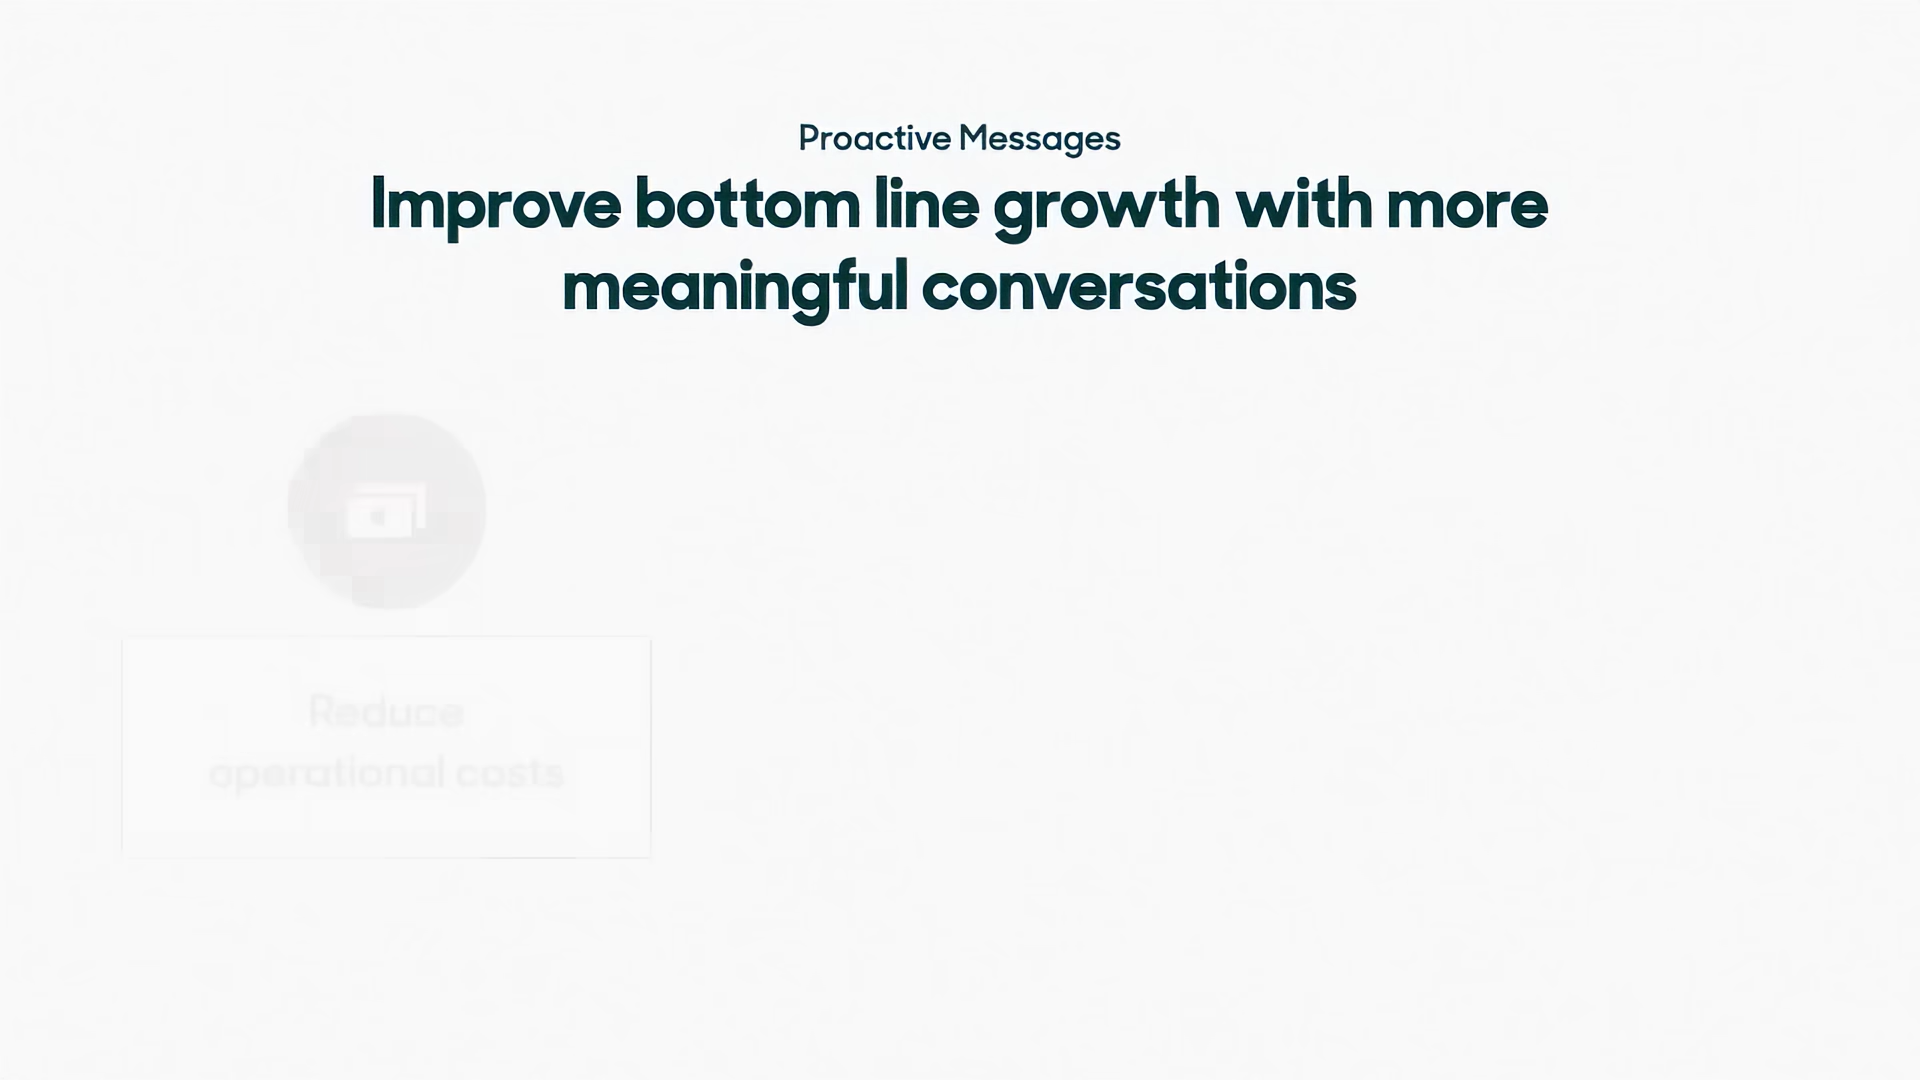 Proactive Messages
Improve bottom line growth with more
meaningful conversations
Reduce
operational costs